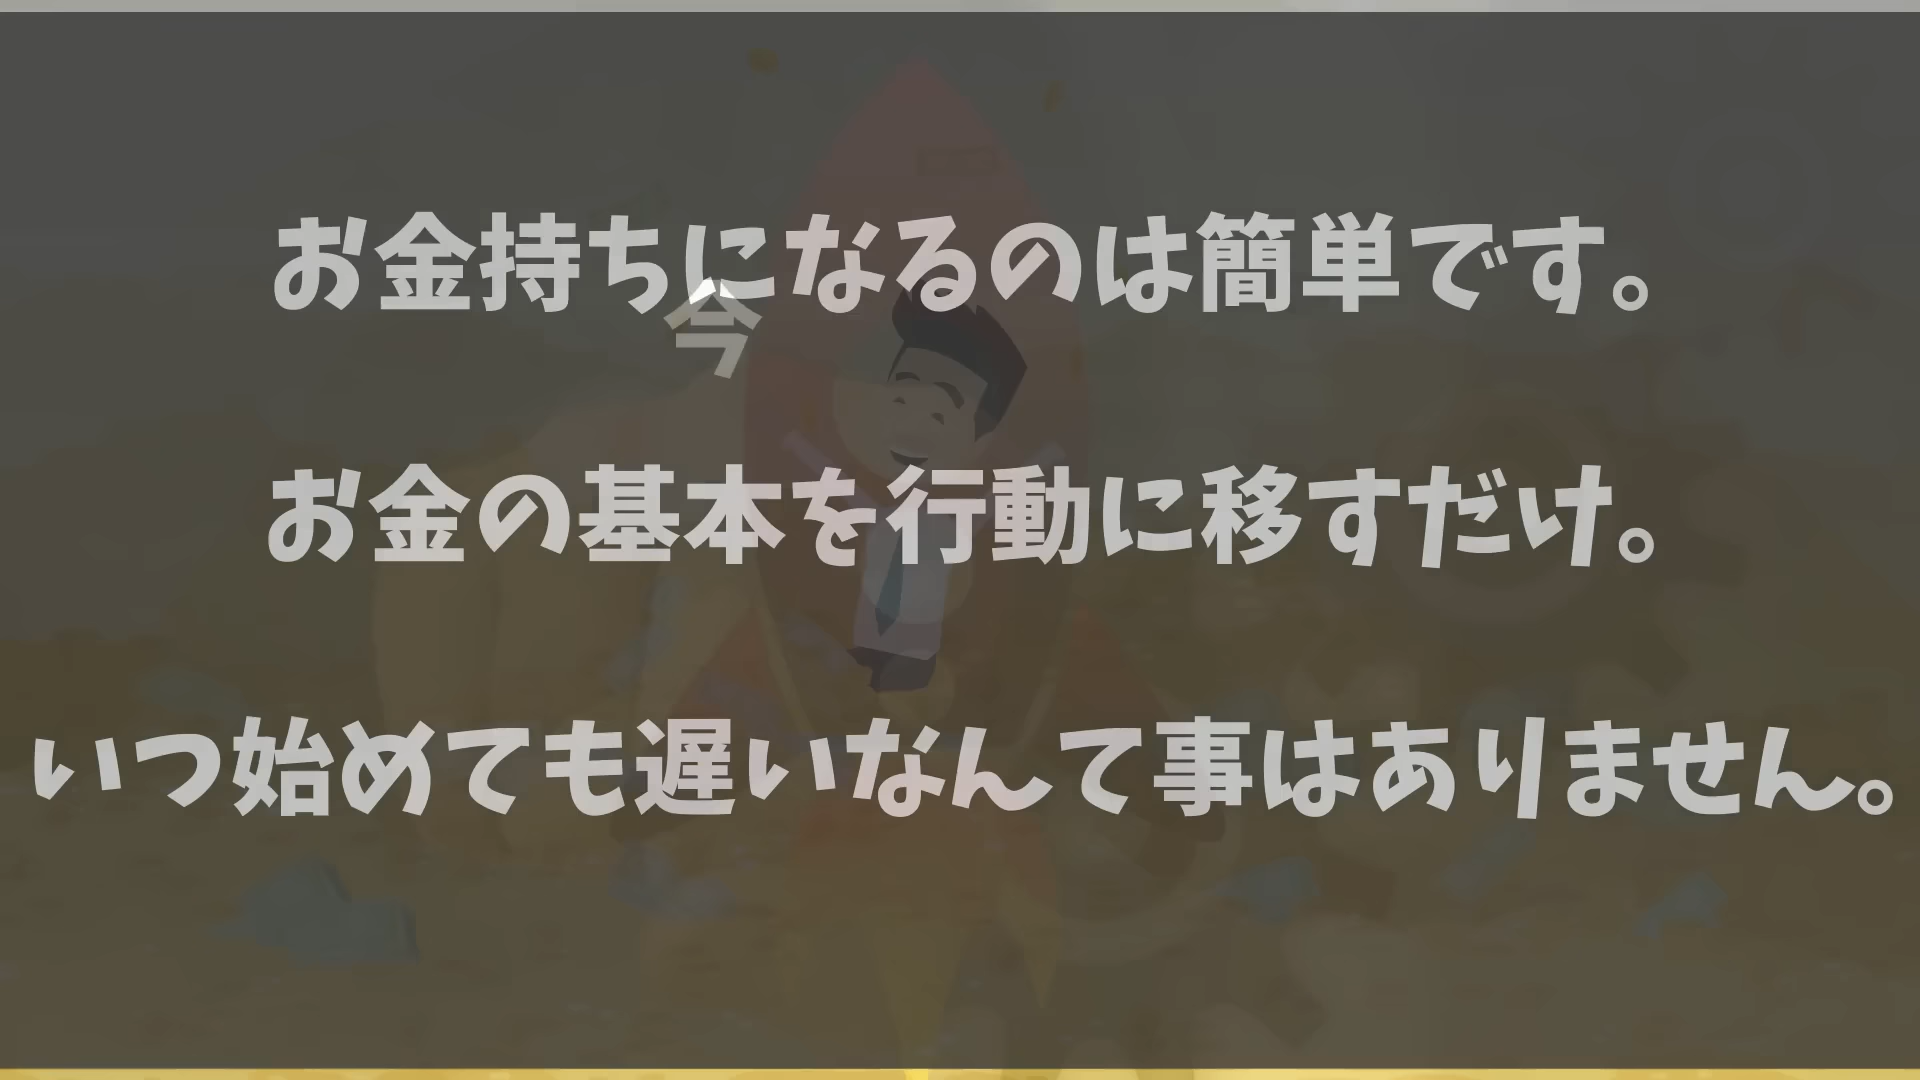 お金持ちになるのは簡単です。
今
お金の基本を行動に移すだけ。
いつ始めても遅いなんて事はありません。